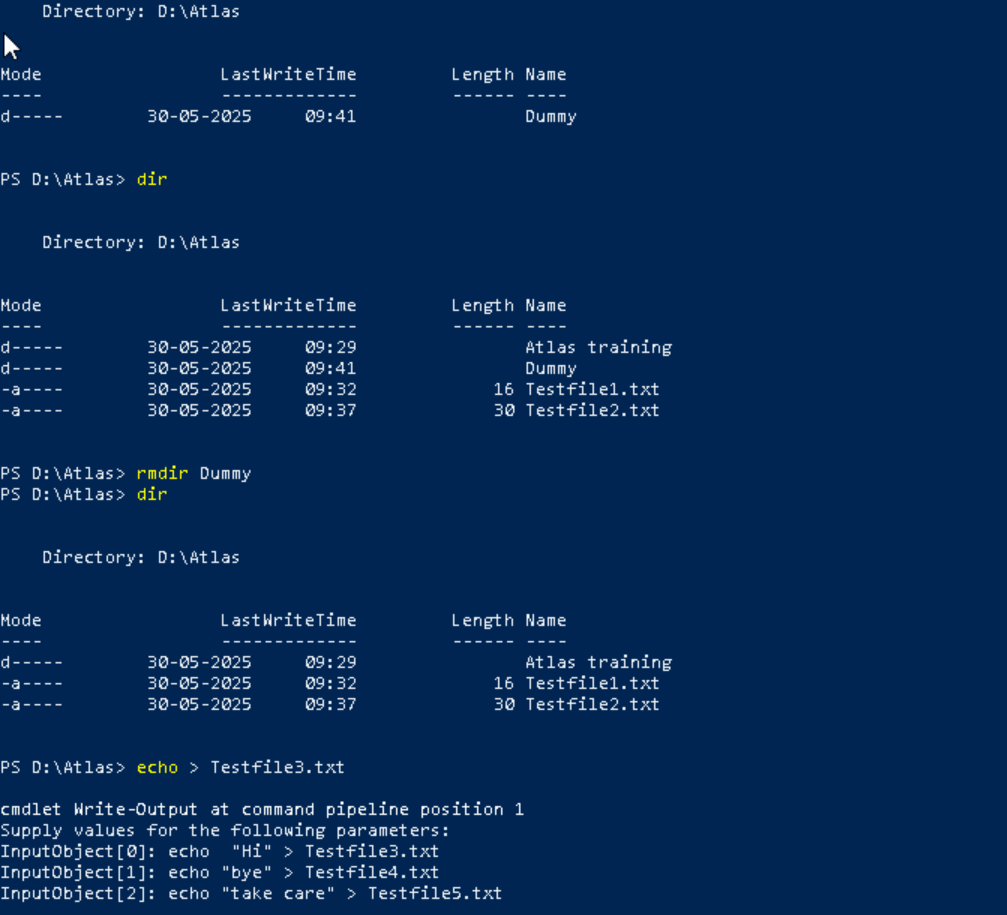 Directory: D:\Atlas
Mode LastWriteTime Length Name
---- ------------- ------ ----
d----- 30-05-2025 09:41 Dummy
PS D:\Atlas> dir
Directory: D:\Atlas
Mode LastWriteTime Length Name
---- ------------- ------ ----
d----- 30-05-2025 09:29 Atlas training
d----- 30-05-2025 09:41 Dummy
-a---- 30-05-2025 09:32 16 Testfile1.txt
-a---- 30-05-2025 09:37 30 Testfile2.txt
PS D:\Atlas> rmdir Dummy
PS D:\Atlas> dir
Directory: D:\Atlas
Mode LastWriteTime Length Name
---- ------------- ------ ----
d----- 30-05-2025 09:29 Atlas training
-a---- 30-05-2025 09:32 16 Testfile1.txt
-a---- 30-05-2025 09:37 30 Testfile2.txt
PS D:\Atlas> echo > Testfile3.txt
cmdlet Write-Output at command pipeline position 1
Supply values for the following parameters:
InputObject[0]: echo  "Hi" > Testfile3.txt
InputObject[1]: echo "bye" > Testfile4.txt
InputObject[2]: echo "take care" > Testfile5.txt